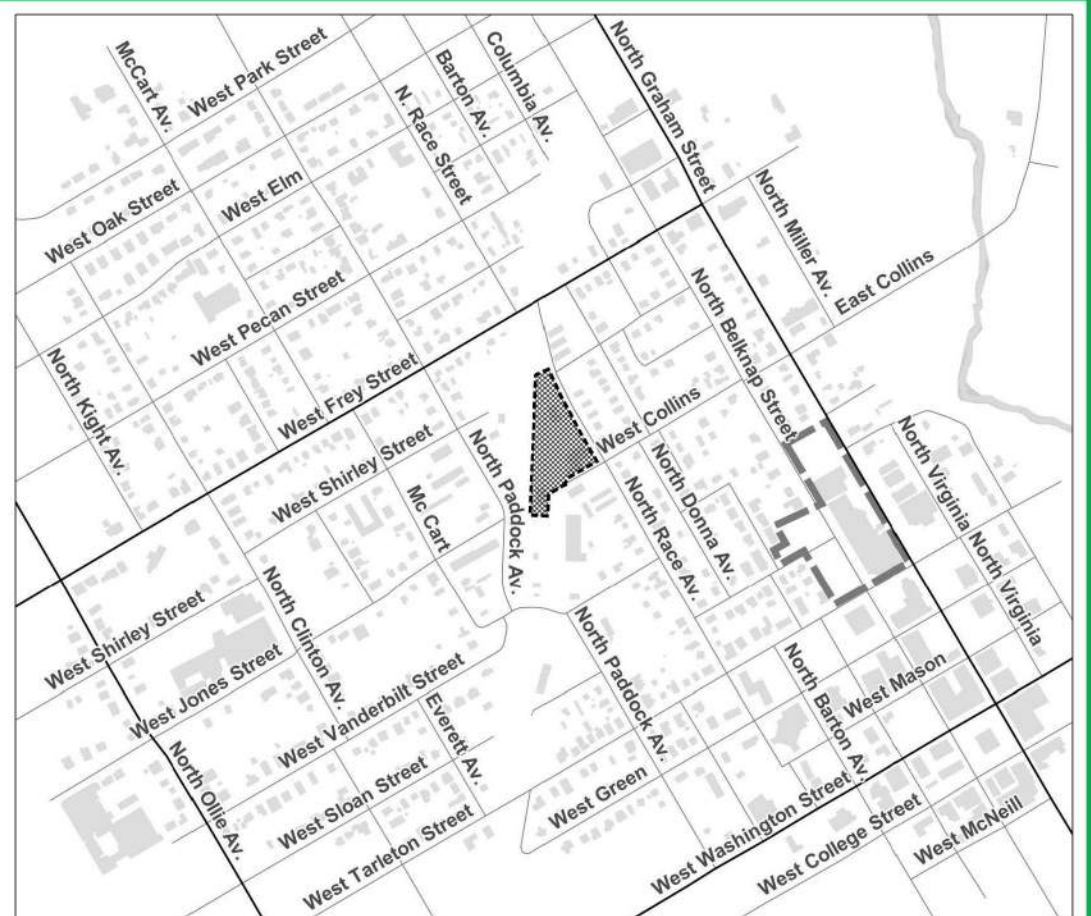 McCart Av.
West Park Street
Barton Av.
Columbia Av.
North Graham Street
N. Race Street
West Oak Street
West Elm
North Miller Av.
East Collins
West Pecan Street
North Belknap Street
North Kight Av.
West Frey Street
West Shirley Street
Mc Cart
North Paddock Av.
West Collins
North Donna Av.
North Race Av.
North Virginia
North Virginia
West Shirley Street
North Clinton Av.
West Jones Street
West Vanderbilt Street
Everett Av.
North Paddock Av.
North Barton Av.
West Mason
North Ollie Av.
West Sloan Street
West Green
West Tarleton Street
West Washington Street
West College Street
West McNeill